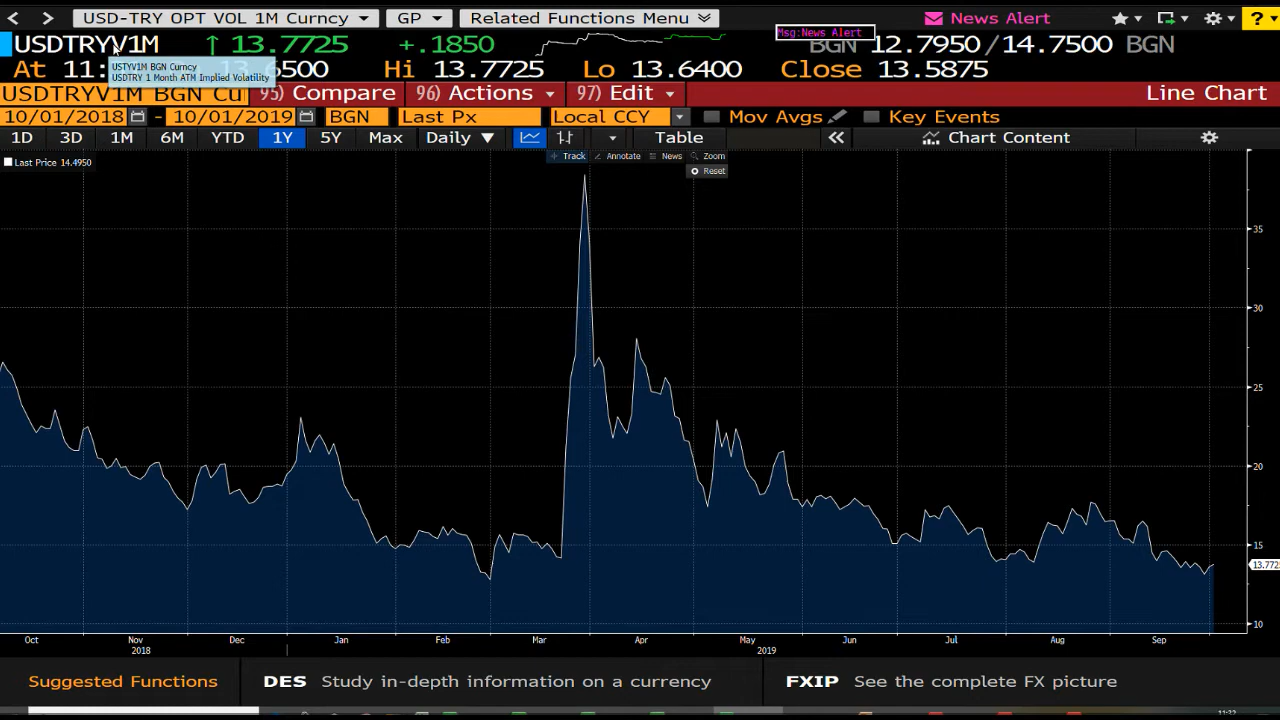 USD-TRY OPT VOL 1M Curncy GP Related Functions Menu News Alert ?
Msg:News Alert
USDTRYV1M ↑ 13.7725 +.1850 BGN 12.7950/14.7500 BGN
At 11: 13.6500 Hi 13.7725 Lo 13.6400 Close 13.5875
USTYV1M BGN Curncy
USDTRY 1 Month ATM Implied Volatility
USDTRYV1M BGN Cu 95) Compare 96) Actions 97) Edit Line Chart
10/01/2018 - 10/01/2019 BGN Last Px Local CCY Mov Avgs Key Events
1D 3D 1M 6M YTD 1Y 5Y Max Daily ▼ Table « Chart Content
Last Price 14.4950
Track Annotate News Zoom
Reset
35
30
25
20
15
13.7725
10
Oct Nov Dec Jan Feb Mar Apr May Jun Jul Aug Sep
2018 2019
Suggested Functions DES Study in-depth information on a currency FXIP See the complete FX picture
11:22